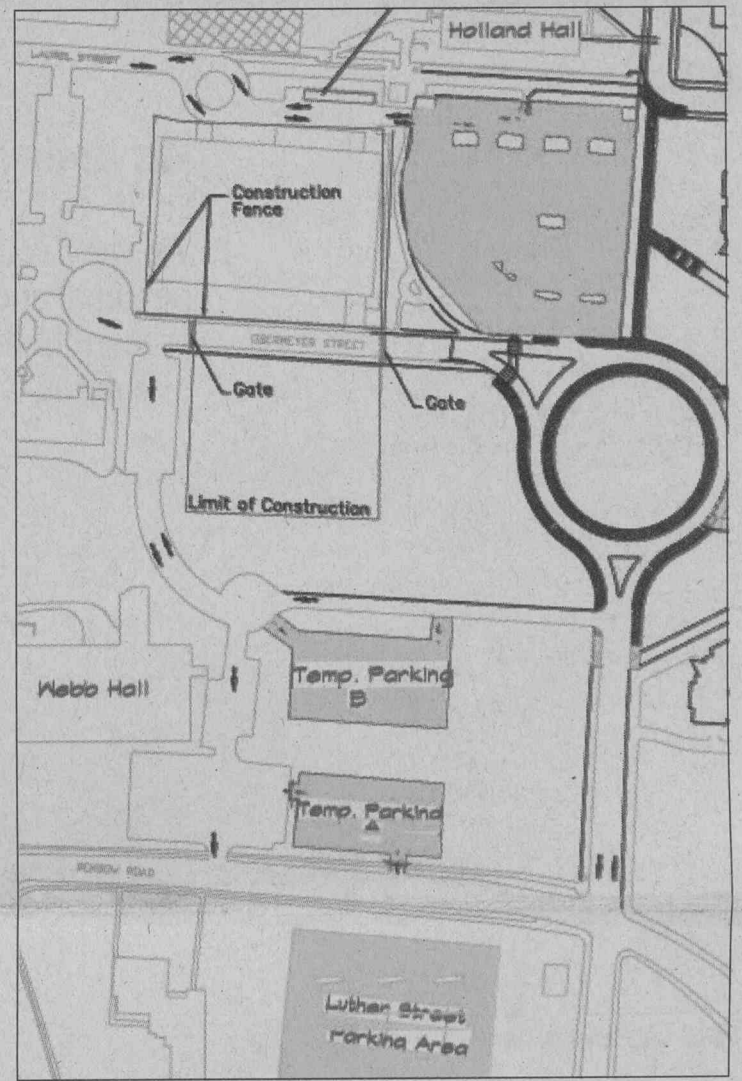 Holland Hall
LAUREL STREET
Construction
Fence
OBERMEYER STREET
Gate
Gate
Limit of Construction
Webb Hall
Temp. Parking
B
Temp. Parking
A
ROAD
Luther Street
Parking Area